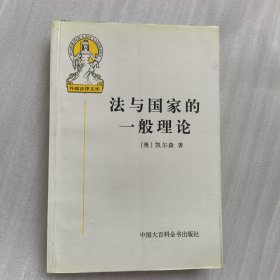 外国法律文库
法与国家的
一般理论
[奥] 凯尔森 著
中国大百科全书出版社